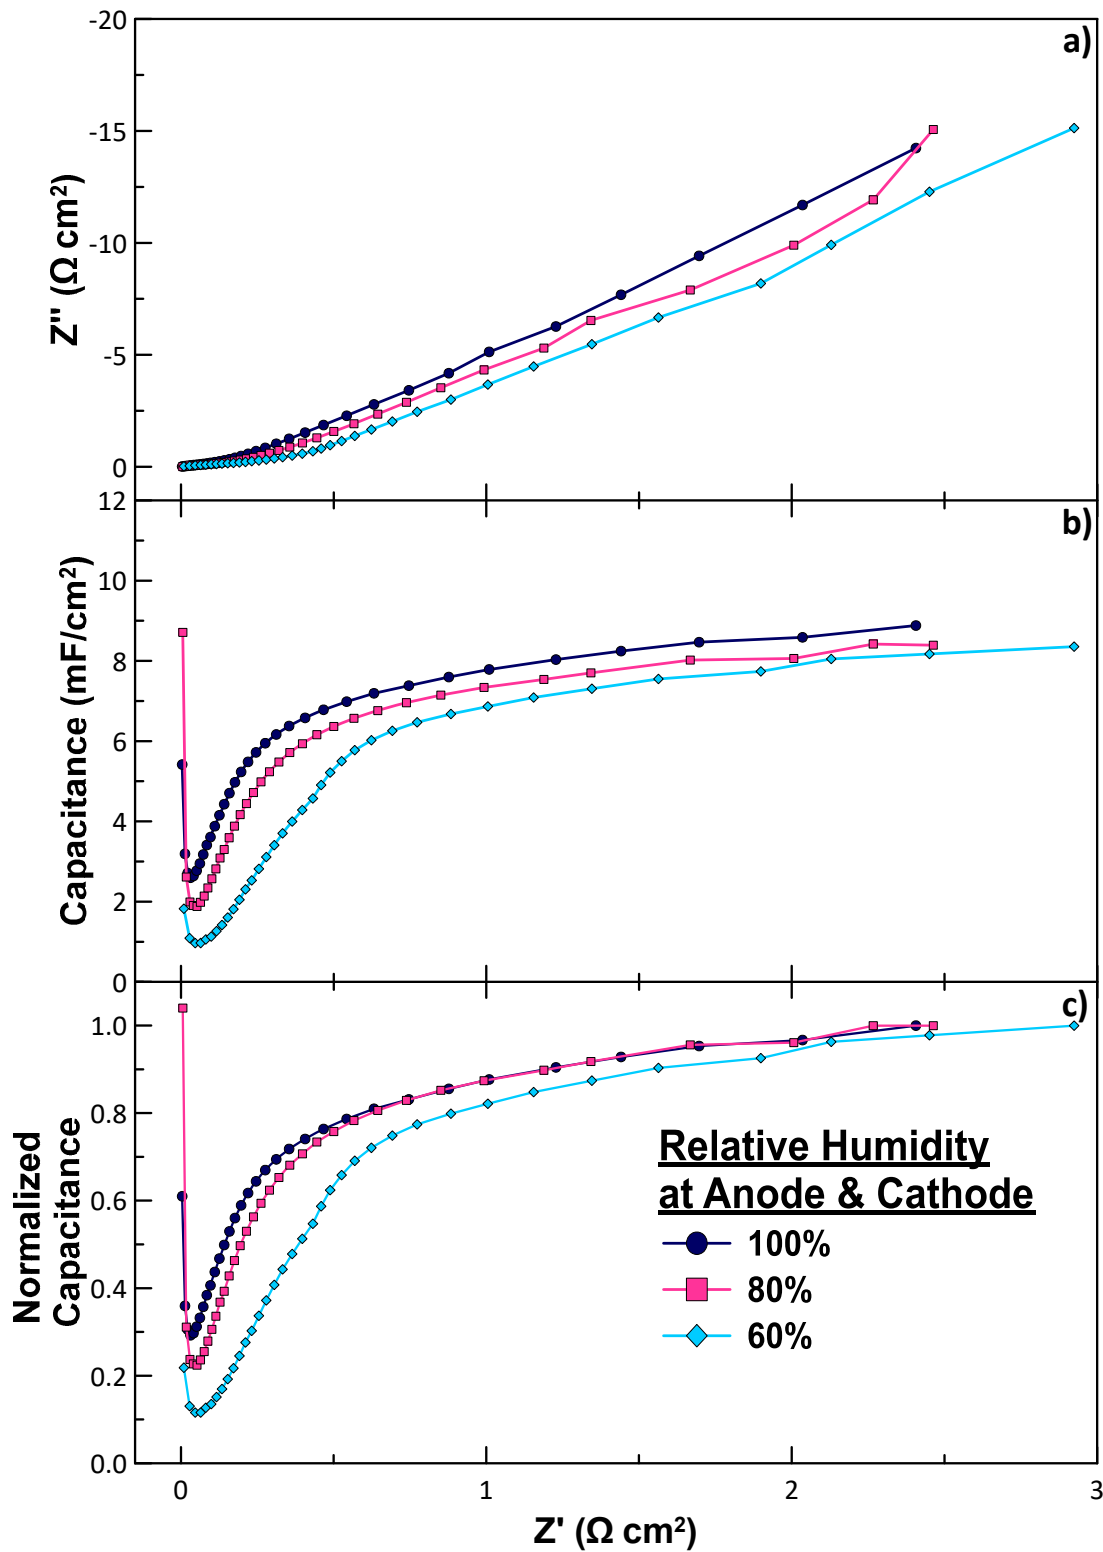 a)
-20
-15
-10
-5
0
Z'' (Ω cm²)
b)
12
10
8
6
4
2
0
Capacitance (mF/cm²)
c)
1.0
0.8
0.6
0.4
0.2
0.0
Normalized
Capacitance
Relative Humidity
at Anode & Cathode
100%
80%
60%
0 1 2 3
Z' (Ω cm²)